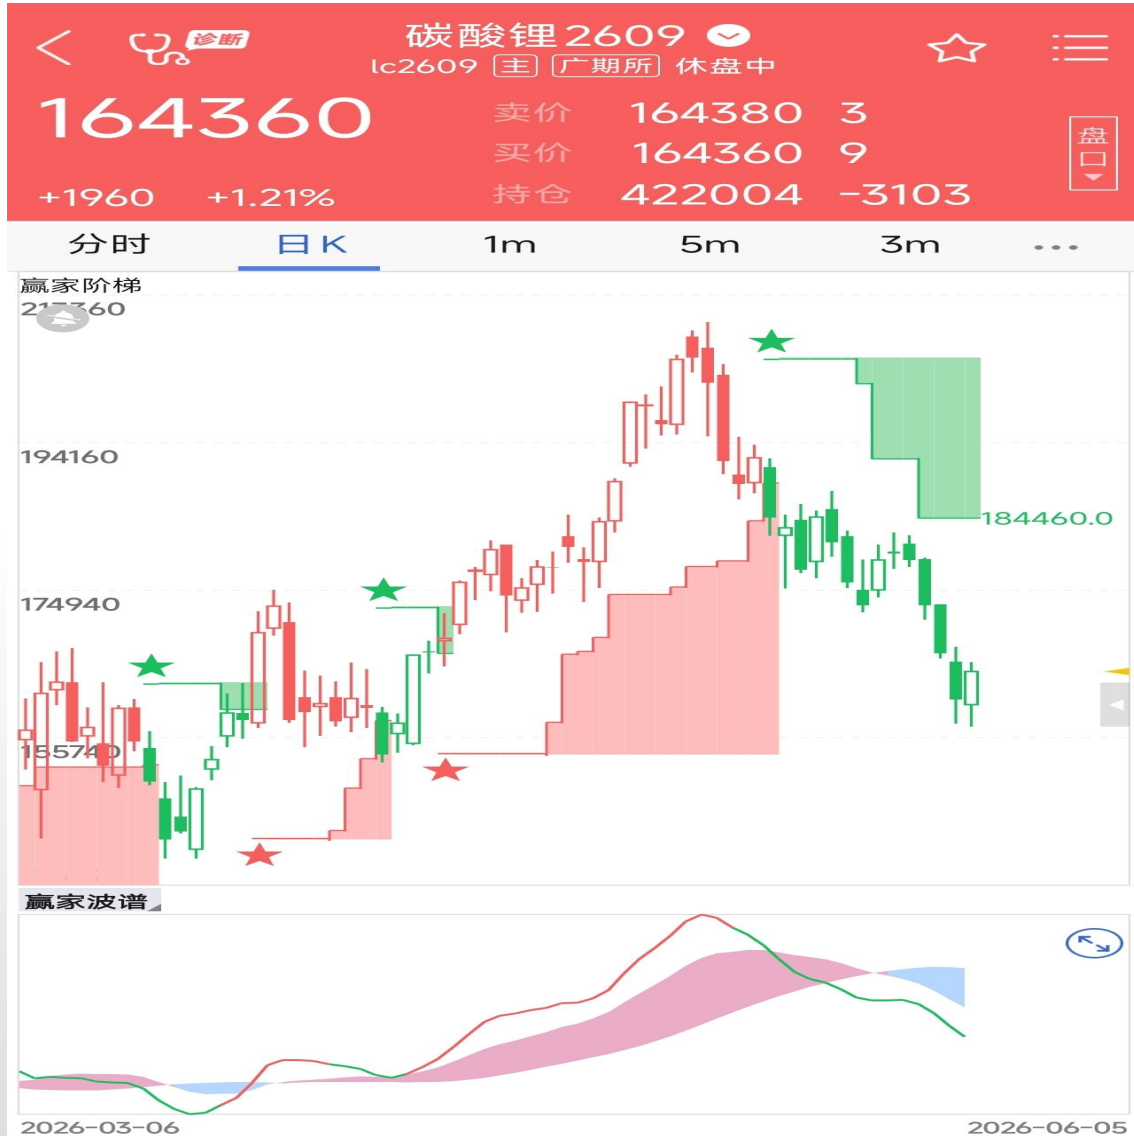 诊断
碳酸锂2609
lc2609 主 广期所 休盘中
164360
卖价 164380 3
买价 164360 9
盘口
+1960 +1.21%
持仓 422004 -3103
分时 日K 1m 5m 3m
赢家阶梯
194160
184460.0
174940
155740
赢家波谱
2026-03-06 2026-06-05